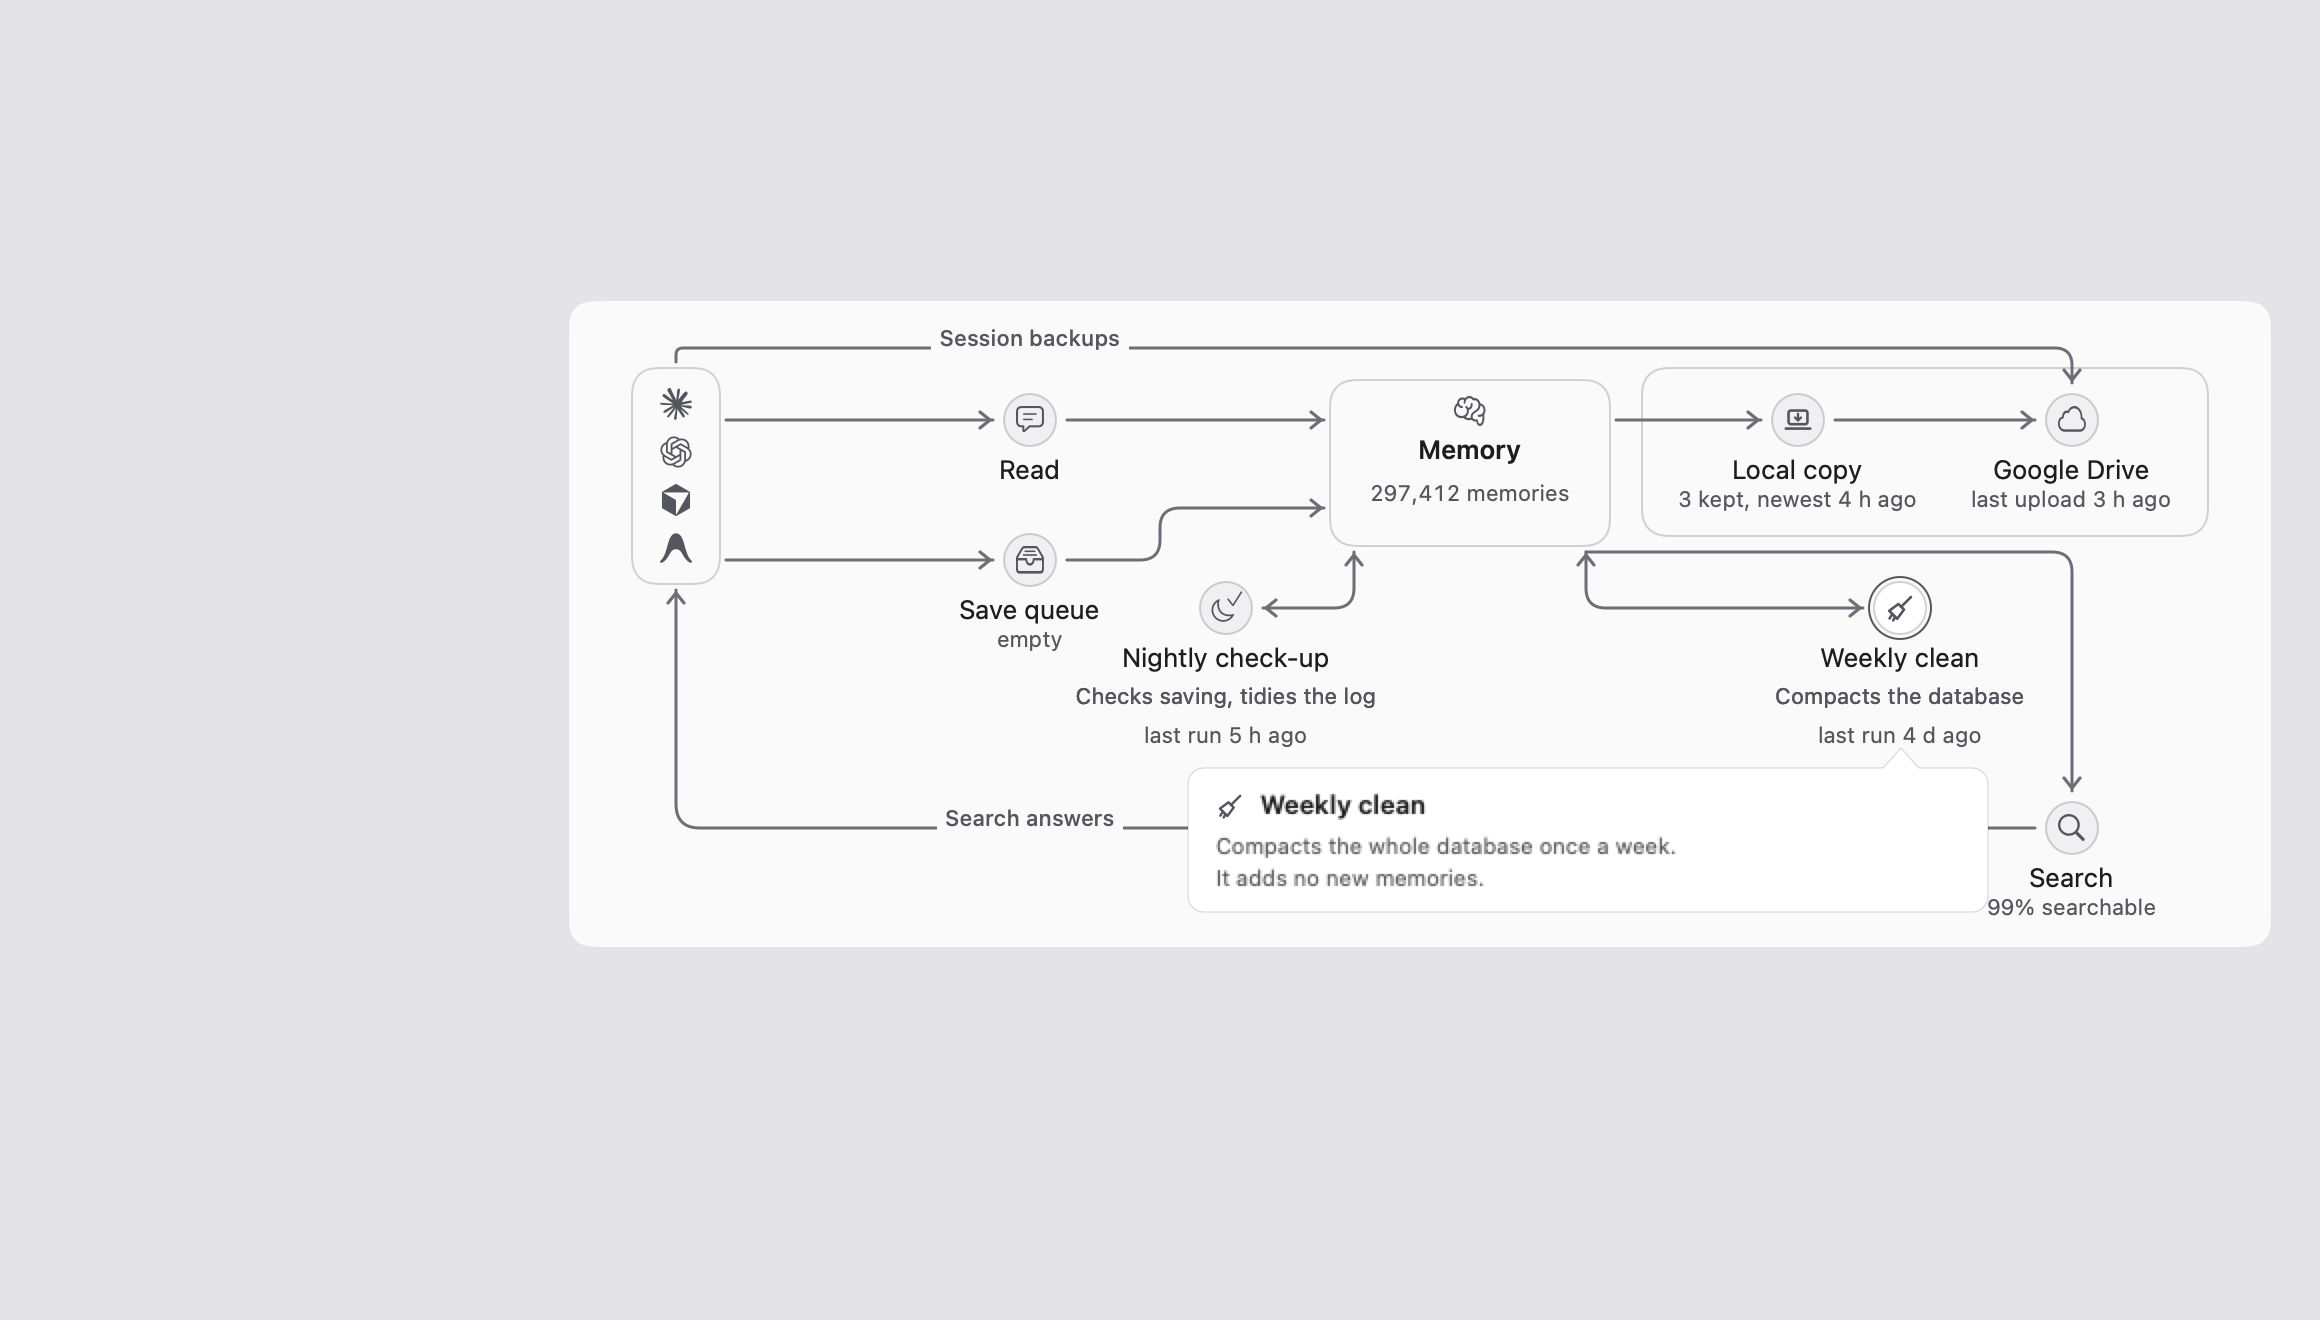 Session backups
Read
Memory
297,412 memories
Local copy
3 kept, newest 4 h ago
Google Drive
last upload 3 h ago
Save queue
empty
Nightly check-up
Checks saving, tidies the log
last run 5 h ago
Weekly clean
Compacts the database
last run 4 d ago
Search answers
Weekly clean
Compacts the whole database once a week.
It adds no new memories.
Search
99% searchable